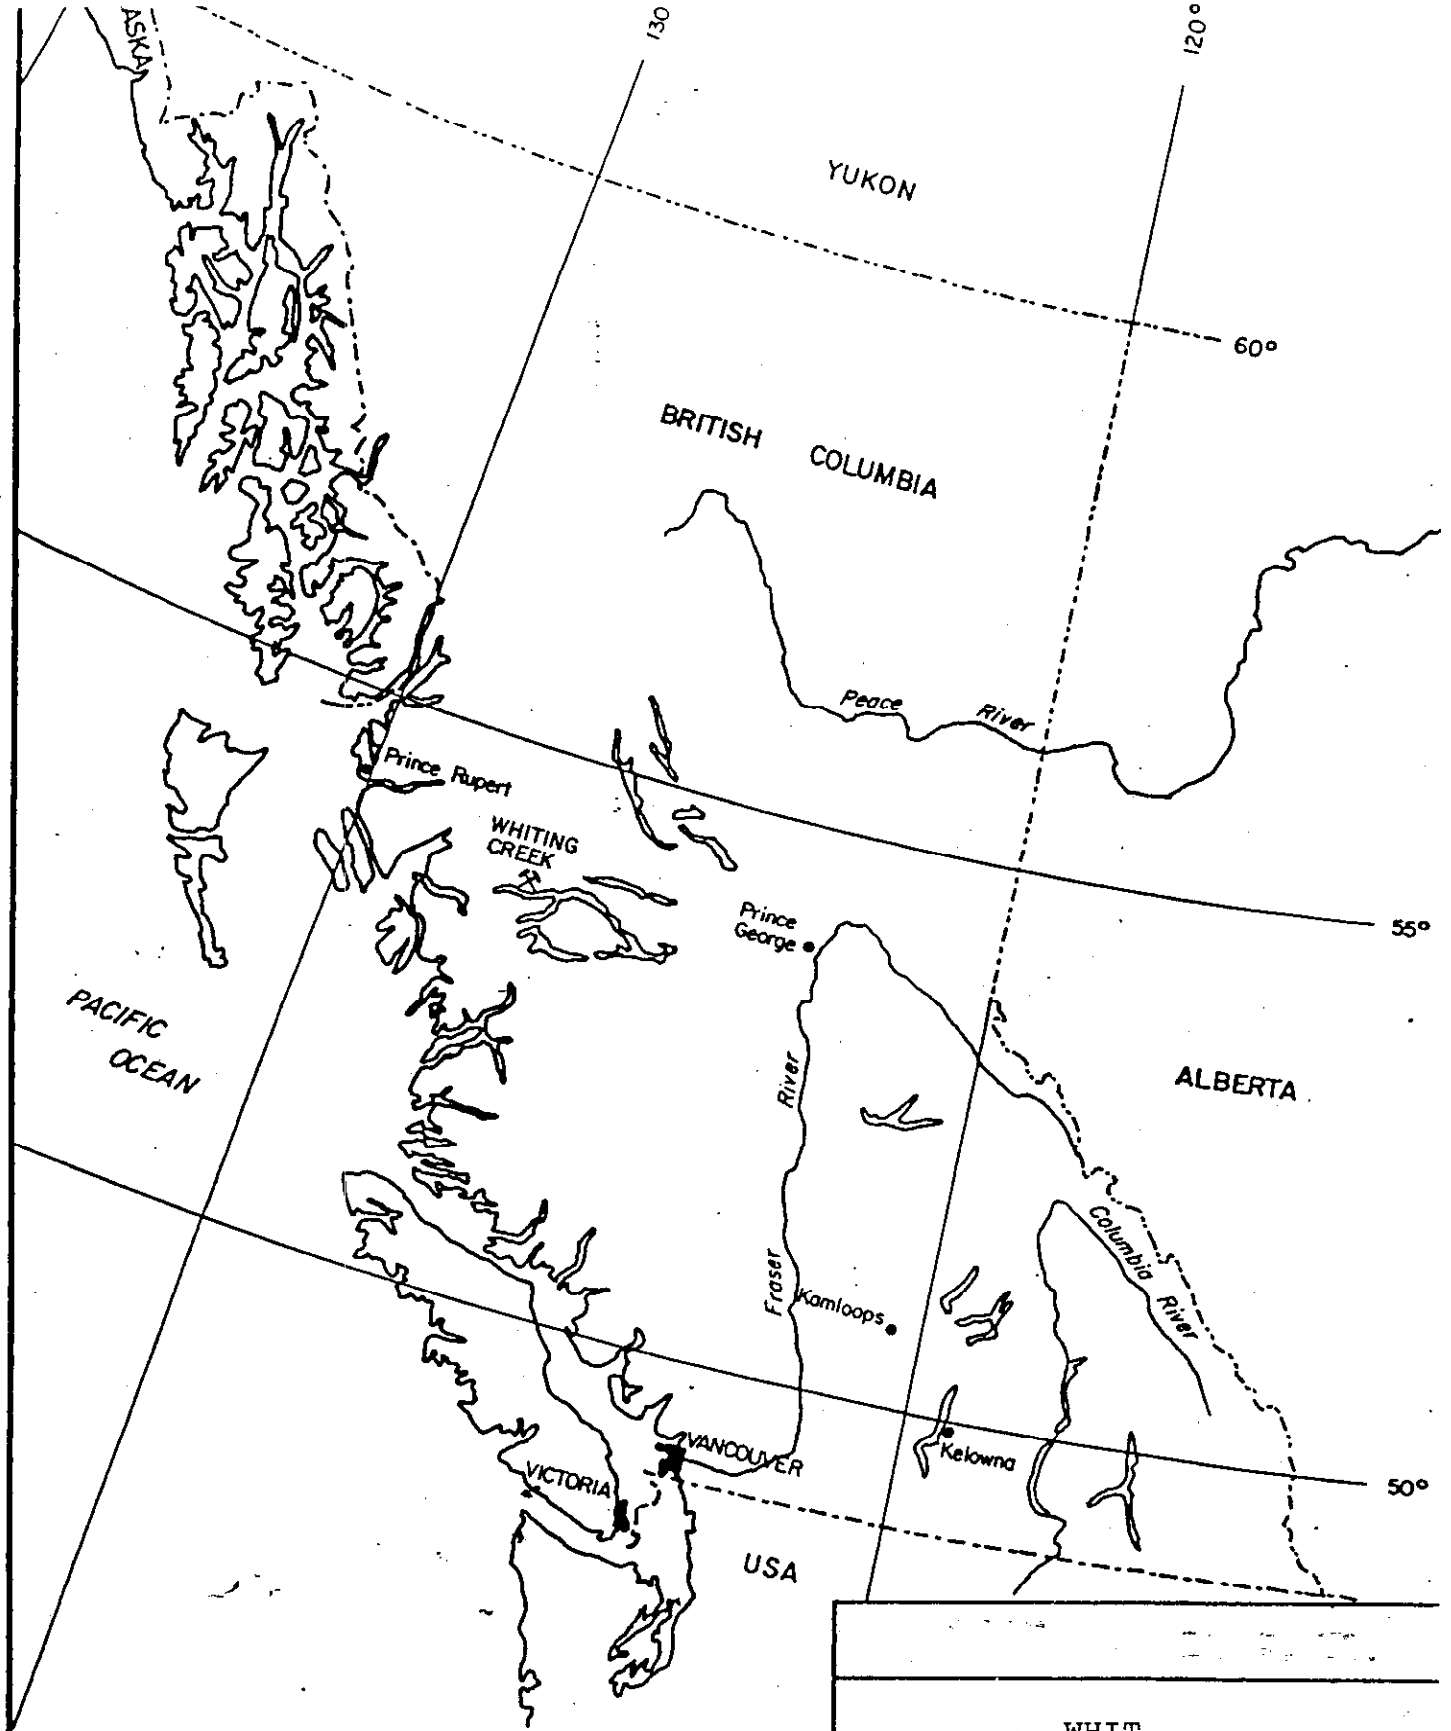 130
120°
ASKA
YUKON
60°
BRITISH COLUMBIA
Peace River
Prince Rupert
WHITING
CREEK
Prince
George
55°
PACIFIC
OCEAN
River
ALBERTA
Columbia
River
Fraser
Kamloops
VANCOUVER
Kelowna
VICTORIA
50°
USA
WHIT